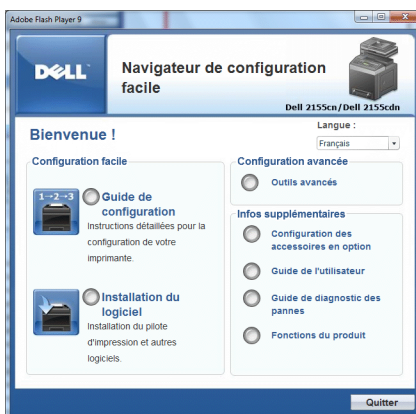 Adobe Flash Player 9
DELL
Navigateur de configuration
facile
Dell 2155cn/Dell 2155cdn
Bienvenue !
Langue :
Français
Configuration facile
1→2→3
Guide de
configuration
Instructions détaillées pour la
configuration de votre
imprimante.
Installation du
logiciel
Installation du pilote
d'impression et autres
logiciels.
Configuration avancée
Outils avancés
Infos supplémentaires
Configuration des
accessoires en option
Guide de l'utilisateur
Guide de diagnostic des
pannes
Fonctions du produit
Quitter